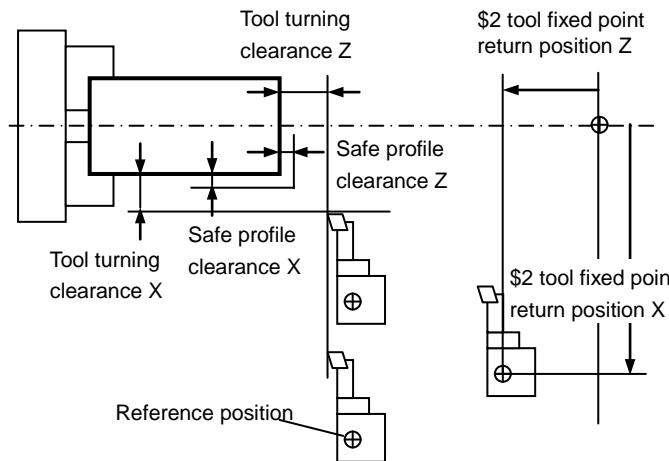 Tool turning
clearance Z
$2 tool fixed point
return position Z
Safe profile
clearance Z
Tool turning
clearance X
Safe profile
clearance X
$2 tool fixed poin
return position X
Reference position